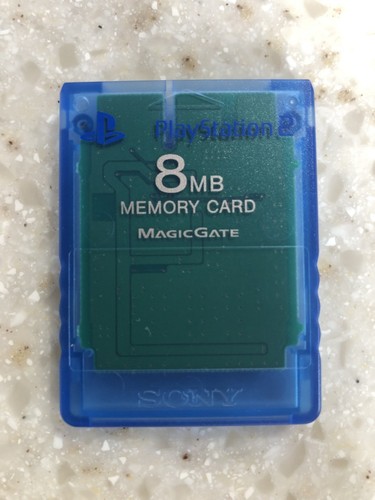 PlayStation 2
8MB
MEMORY CARD
MAGICGATE
SONY